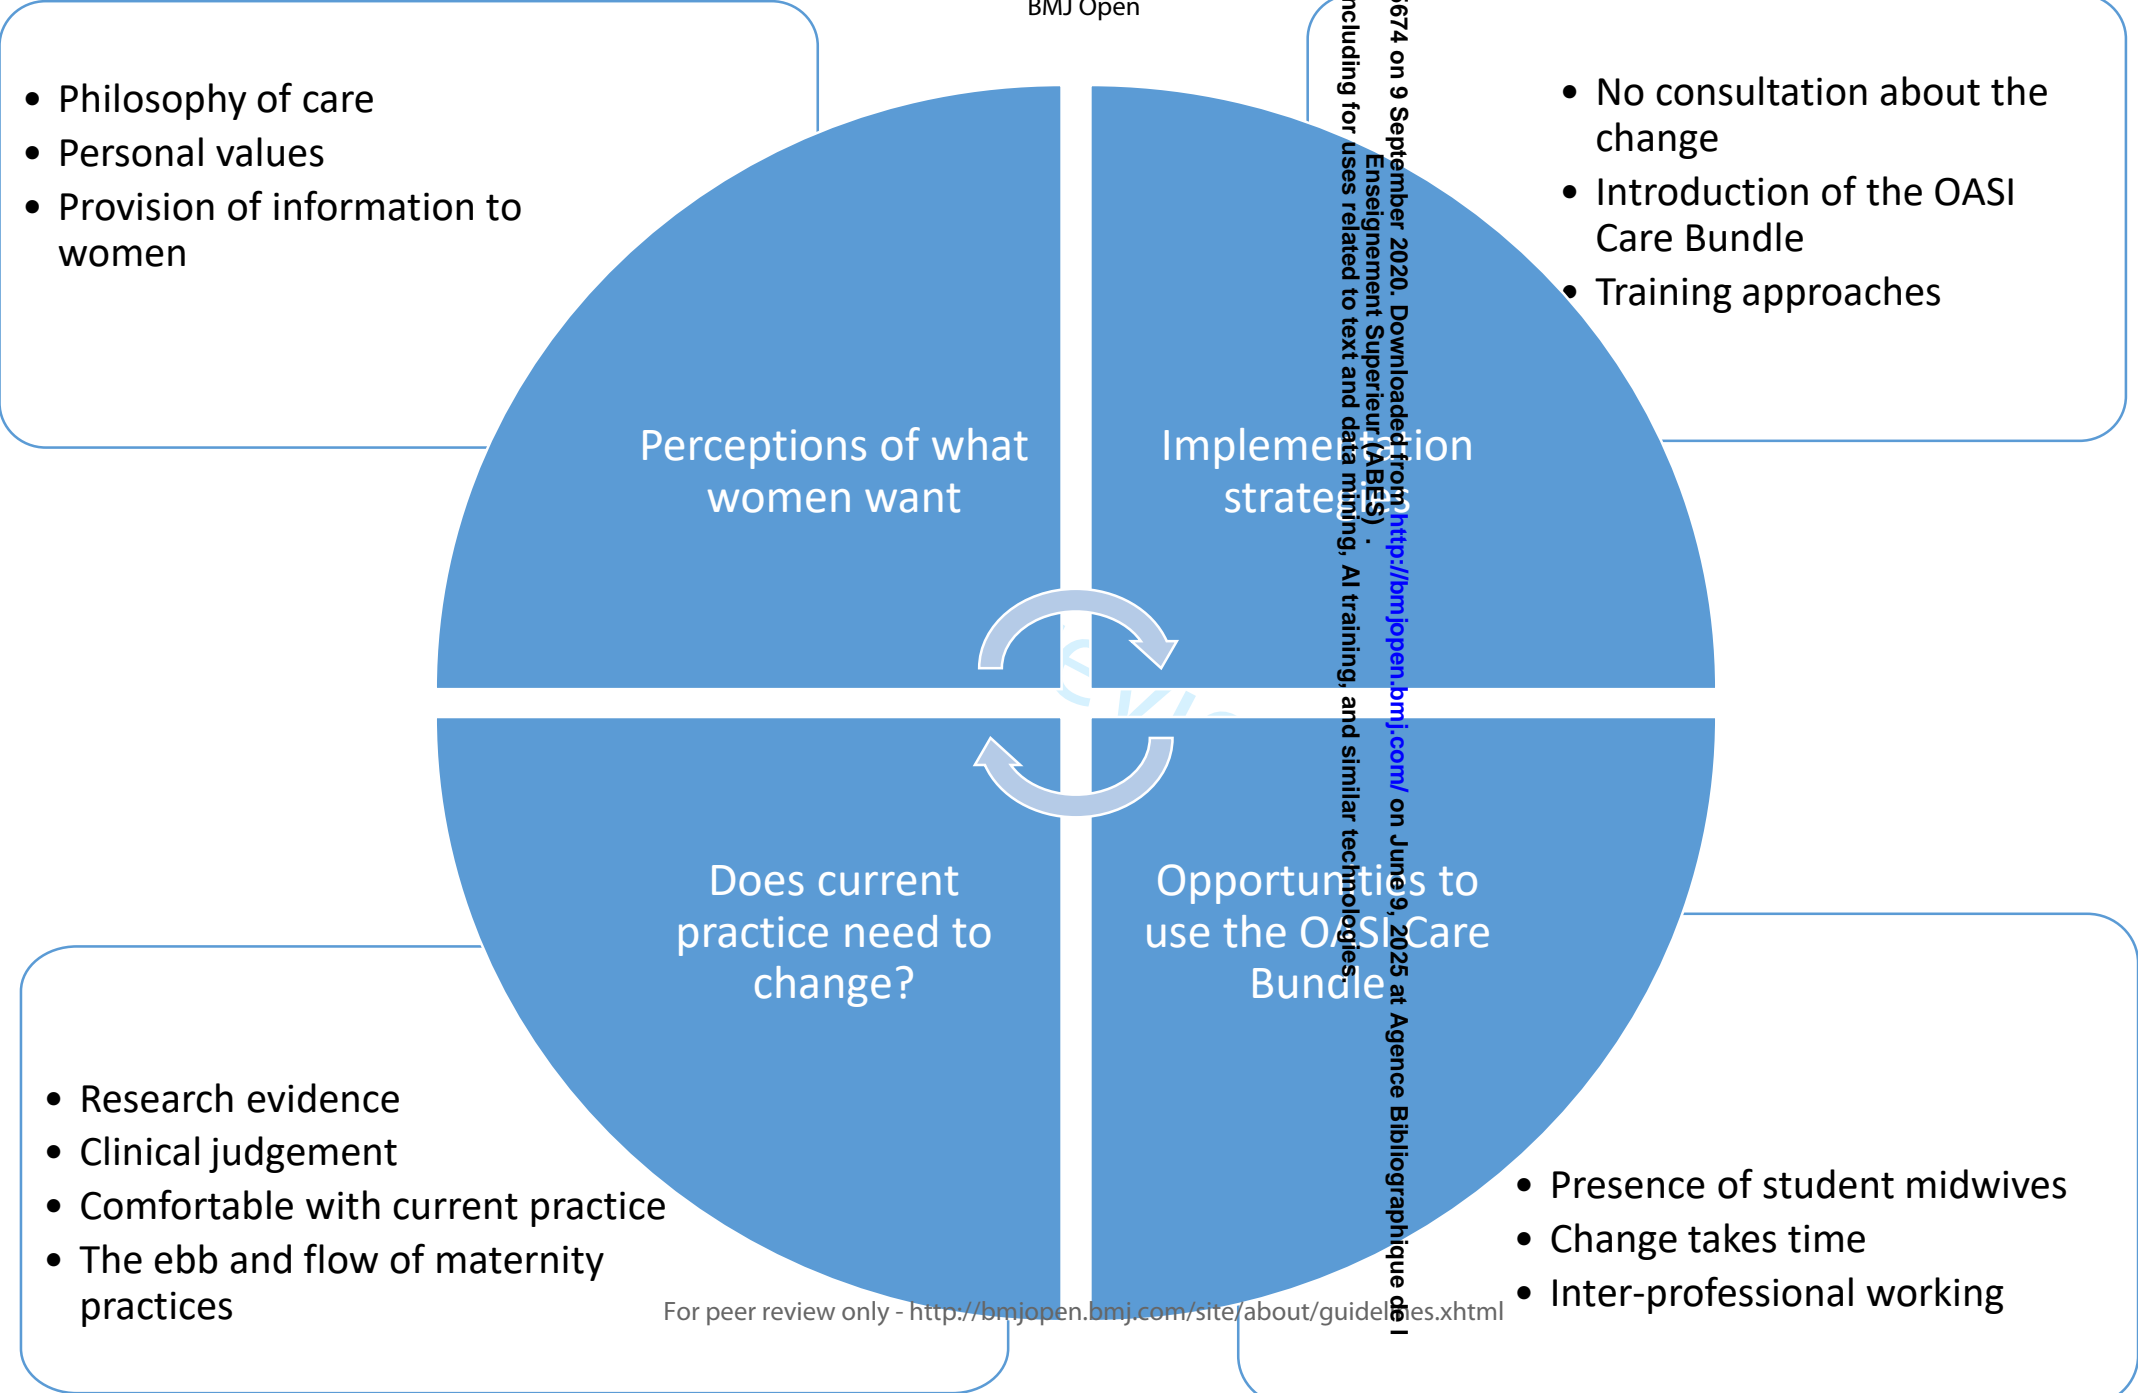 BMJ Open
• Philosophy of care
• Personal values
• Provision of information to
women
• No consultation about the
change
• Introduction of the OASI
Care Bundle
• Training approaches
Perceptions of what
women want
Implementation
strategies
Does current
practice need to
change?
Opportunities to
use the OASI Care
Bundle
• Research evidence
• Clinical judgement
• Comfortable with current practice
• The ebb and flow of maternity
practices
• Presence of student midwives
• Change takes time
• Inter-professional working
For peer review only - http://bmjopen.bmj.com/site/about/guidelines.xhtml
on 9 September 2020. Downloaded from http://bmjopen.bmj.com/ on June 9, 2025 at Agence Bibliographique de l
Enseignement Superieur (ABES) .
ncluding for uses related to text and data mining, AI training, and similar technologies.